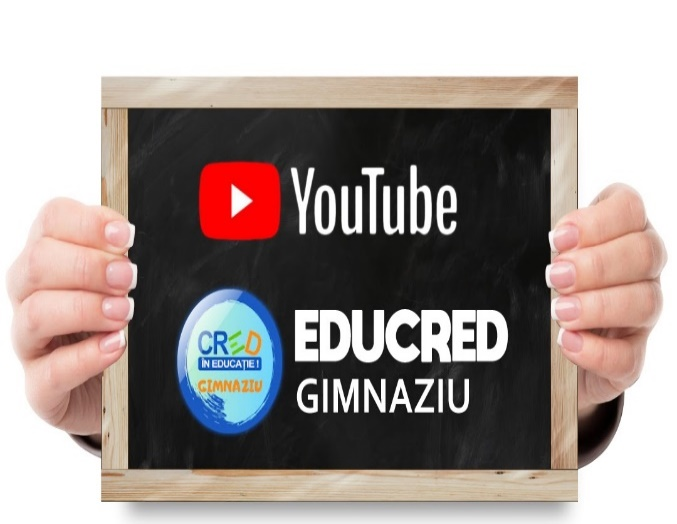 YouTube
CRED
ÎN EDUCAȚIE !
GIMNAZIU
EDUCRED
GIMNAZIU